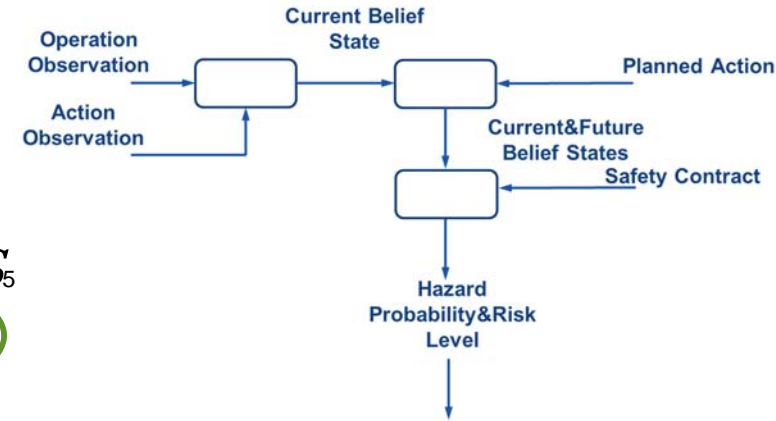 Current Belief
State
Operation
Observation
Planned Action
Action
Observation
Current&Future
Belief States
Safety Contract
5
Hazard
Probability&Risk
Level